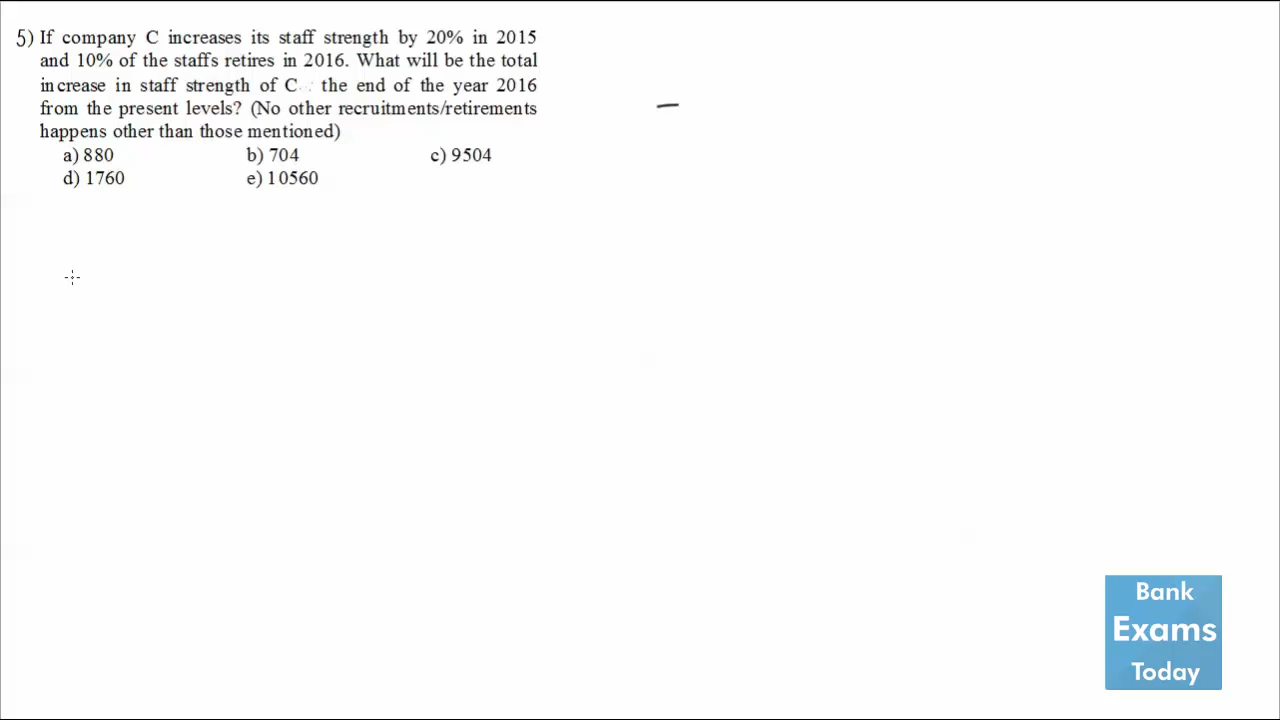 5) If company C increases its staff strength by 20% in 2015
and 10% of the staffs retires in 2016. What will be the total
increase in staff strength of C the end of the year 2016
from the present levels? (No other recruitments/retirements
happens other than those mentioned)
a) 880 b) 704 c) 9504
d) 1760 e) 10560
Bank
Exams
Today